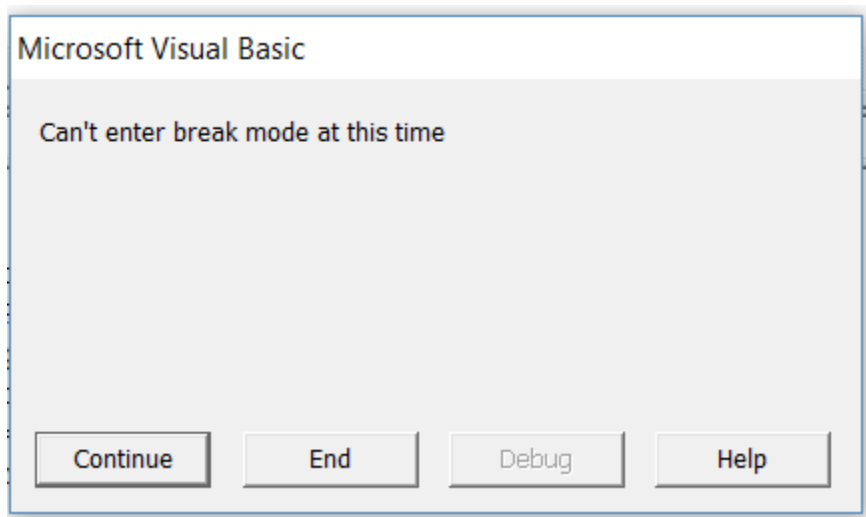 Microsoft Visual Basic
Can't enter break mode at this time
Continue End Debug Help